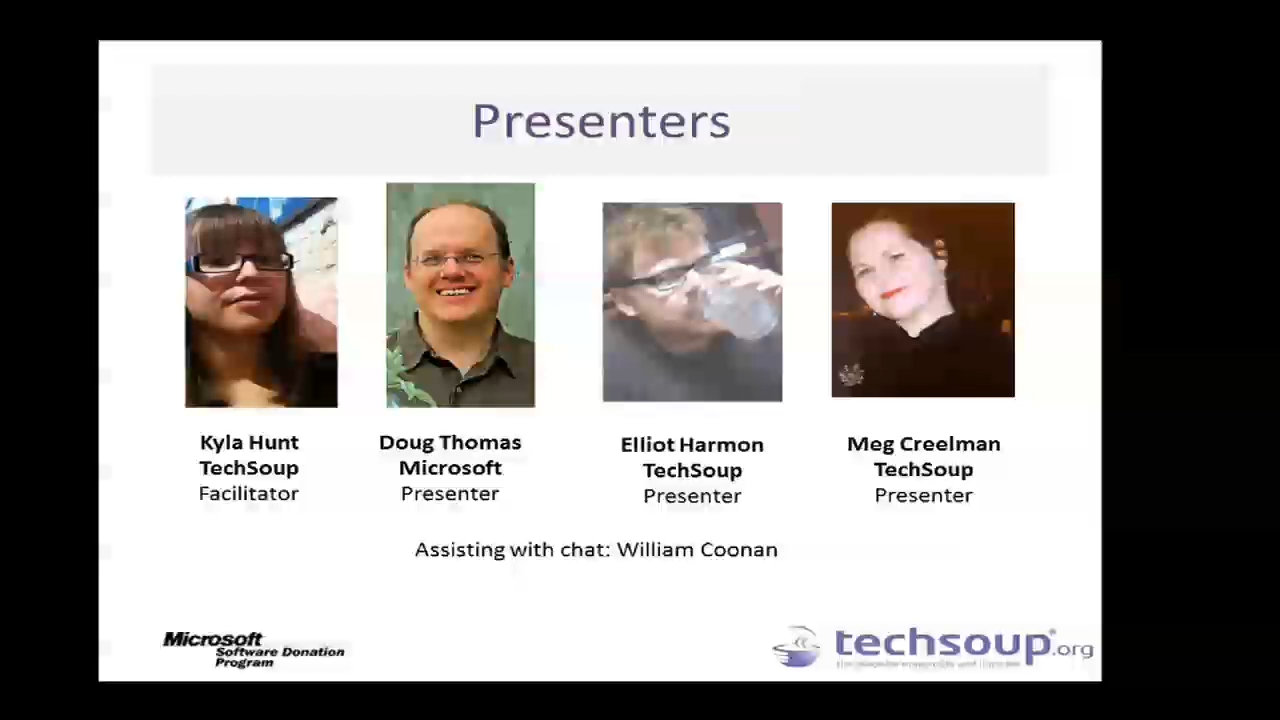 Presenters
Kyla Hunt
TechSoup
Facilitator
Doug Thomas
Microsoft
Presenter
Elliot Harmon
TechSoup
Presenter
Meg Creelman
TechSoup
Presenter
Assisting with chat: William Coonan
Microsoft
Software Donation
Program
techsoup.org